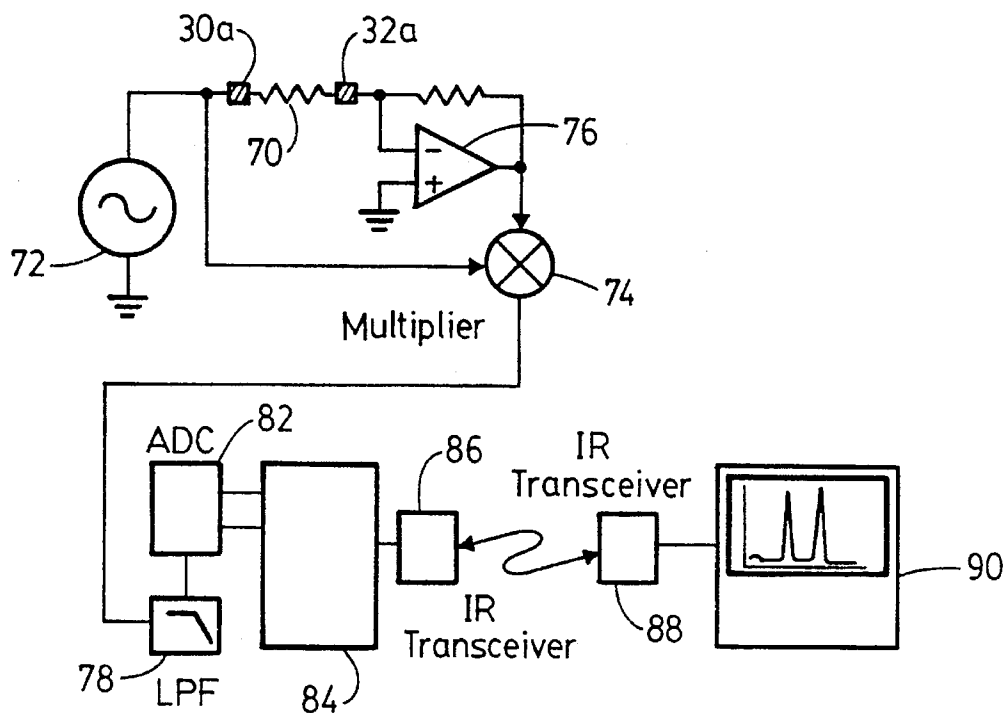 30a
32a
70
76
−
+
72
74
Multiplier
ADC
82
86
IR
Transceiver
IR
Transceiver
88
90
78
LPF
84